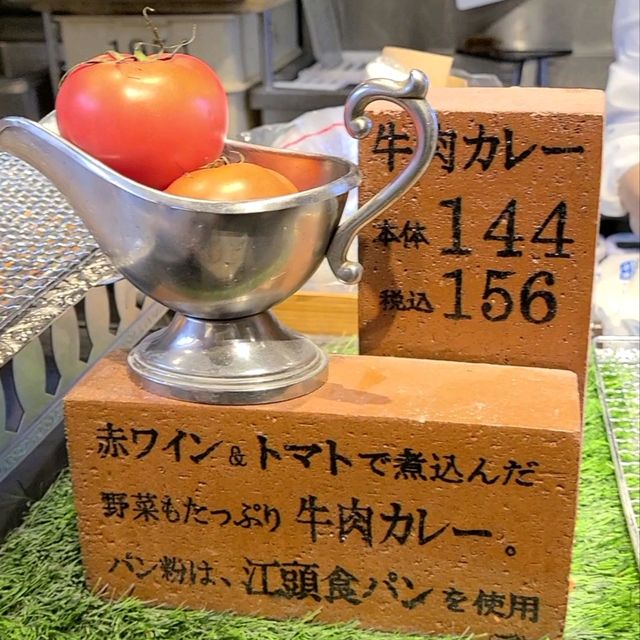 牛肉カレー
本体 144
税込 156
赤ワイン&トマトで煮込んだ
野菜もたっぷり牛肉カレー。
パン粉は、江頭食パンを使用